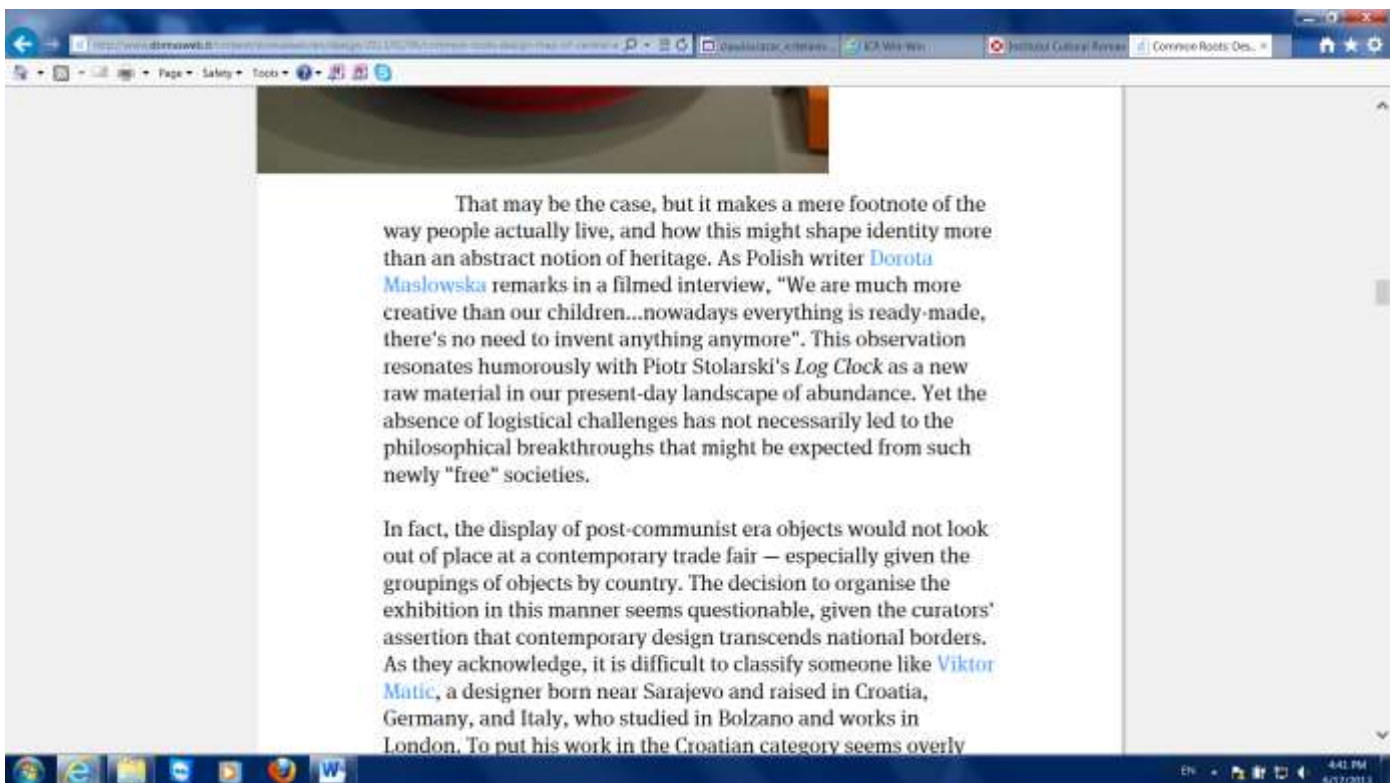 Common Roots: Des...
Page Safety Tools
That may be the case, but it makes a mere footnote of the
way people actually live, and how this might shape identity more
than an abstract notion of heritage. As Polish writer Dorota
Maslowska remarks in a filmed interview, "We are much more
creative than our children...nowadays everything is ready-made,
there's no need to invent anything anymore". This observation
resonates humorously with Piotr Stolarski's Log Clock as a new
raw material in our present-day landscape of abundance. Yet the
absence of logistical challenges has not necessarily led to the
philosophical breakthroughs that might be expected from such
newly "free" societies.
In fact, the display of post-communist era objects would not look
out of place at a contemporary trade fair — especially given the
groupings of objects by country. The decision to organise the
exhibition in this manner seems questionable, given the curators'
assertion that contemporary design transcends national borders.
As they acknowledge, it is difficult to classify someone like Viktor
Matic, a designer born near Sarajevo and raised in Croatia,
Germany, and Italy, who studied in Bolzano and works in
London. To put his work in the Croatian category seems overly
EN
4:41 PM